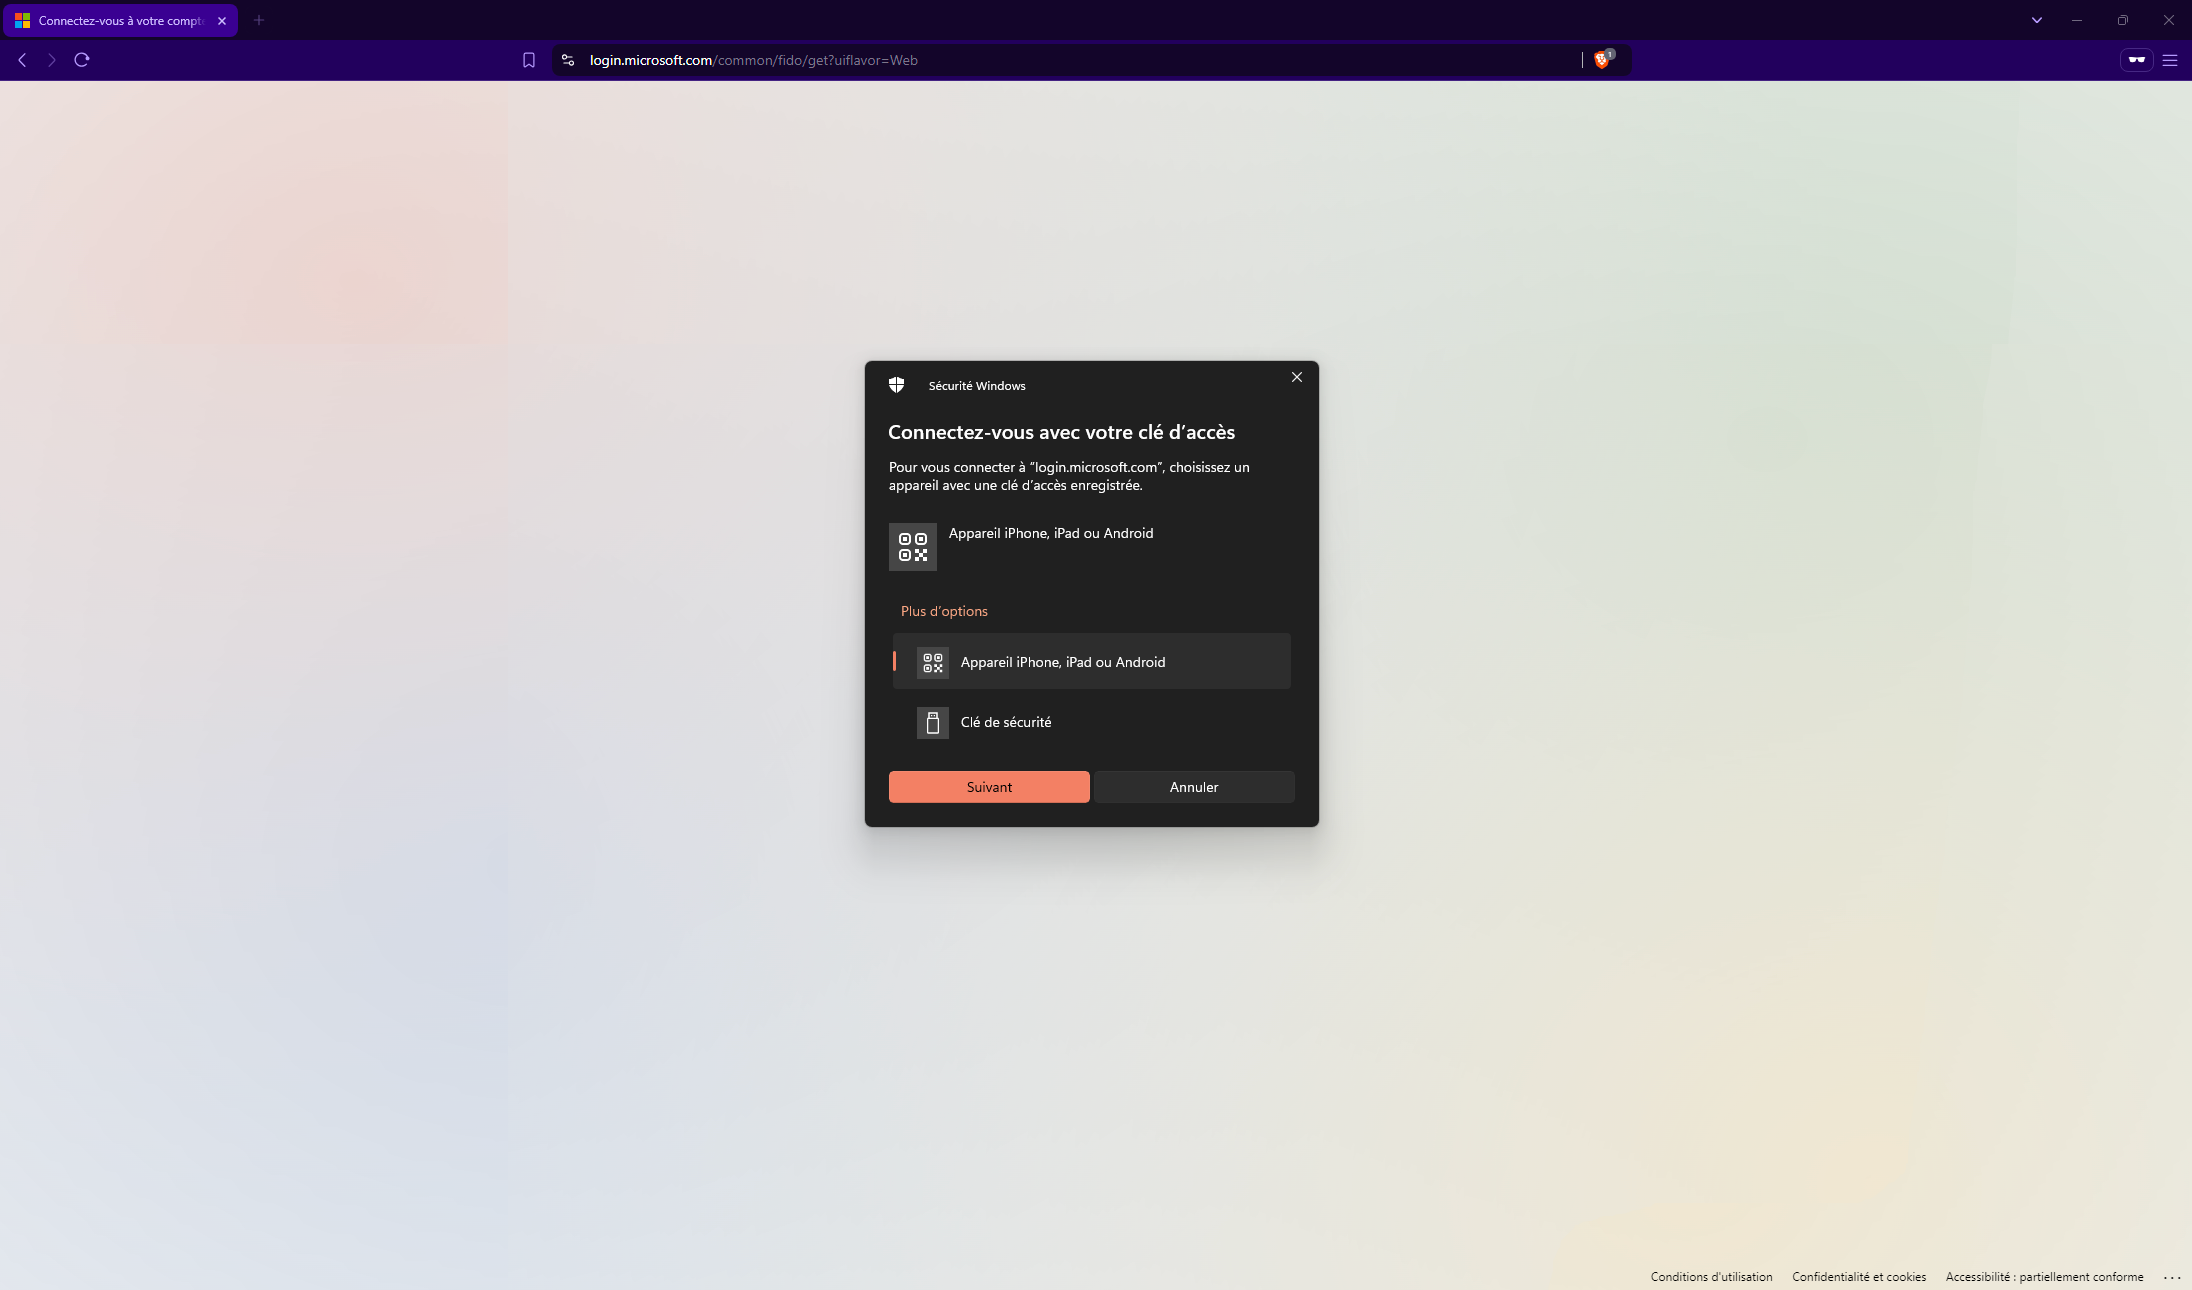 Connectez-vous à votre compte
login.microsoft.com/common/fido/get?uiflavor=Web
1
Sécurité Windows
Connectez-vous avec votre clé d’accès
Pour vous connecter à “login.microsoft.com”, choisissez un
appareil avec une clé d’accès enregistrée.
Appareil iPhone, iPad ou Android
Plus d’options
Appareil iPhone, iPad ou Android
Clé de sécurité
Suivant
Annuler
Conditions d'utilisation
Confidentialité et cookies
Accessibilité : partiellement conforme
...